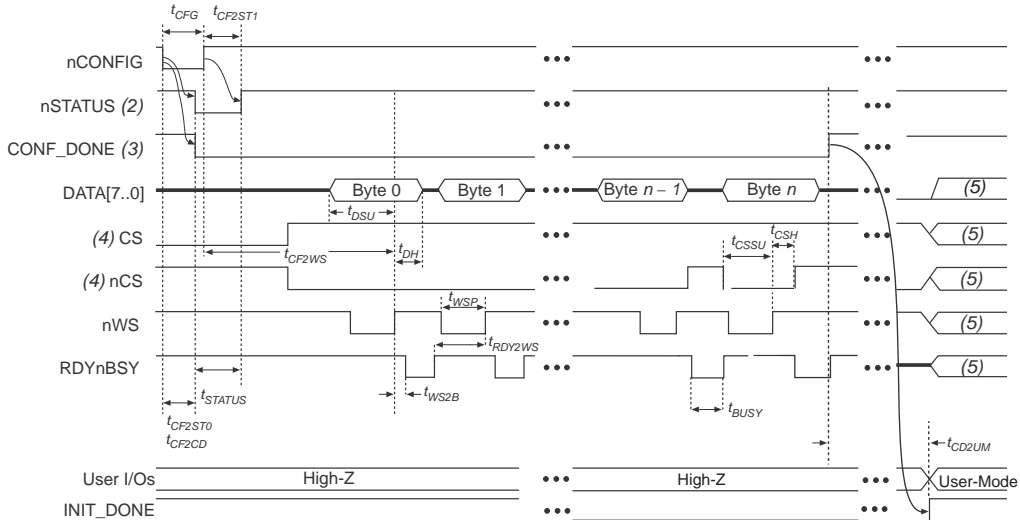 tCFG tCF2ST1
nCONFIG
nSTATUS (2)
CONF_DONE (3)
DATA[7..0] Byte 0 Byte 1 Byte n – 1 Byte n (5)
tDSU
(4) CS tCF2WS tDH tCSSU tCSH (5)
(4) nCS (5)
tWSP
nWS (5)
tRDY2WS
RDYnBSY (5)
tSTATUS tWS2B tBUSY
tCF2ST0
tCF2CD
tCD2UM
User I/Os High-Z High-Z User-Mode
INIT_DONE